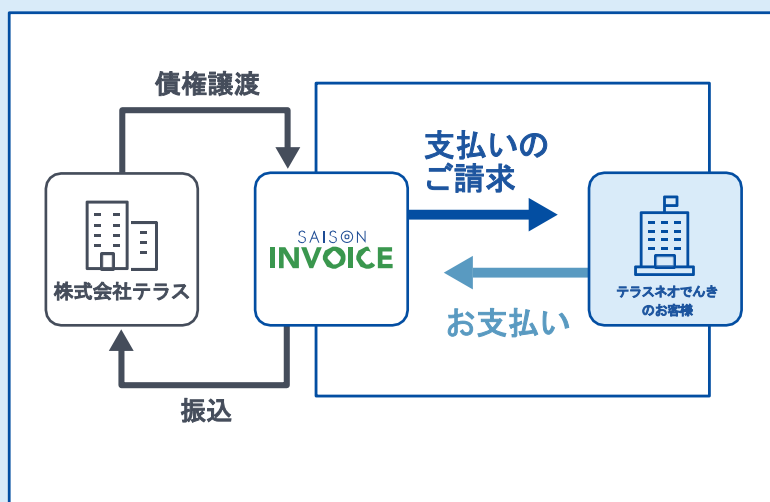 債権譲渡
支払いの
ご請求
SAISON
INVOICE
株式会社テラス
テラスネオでんき
のお客様
お支払い
振込